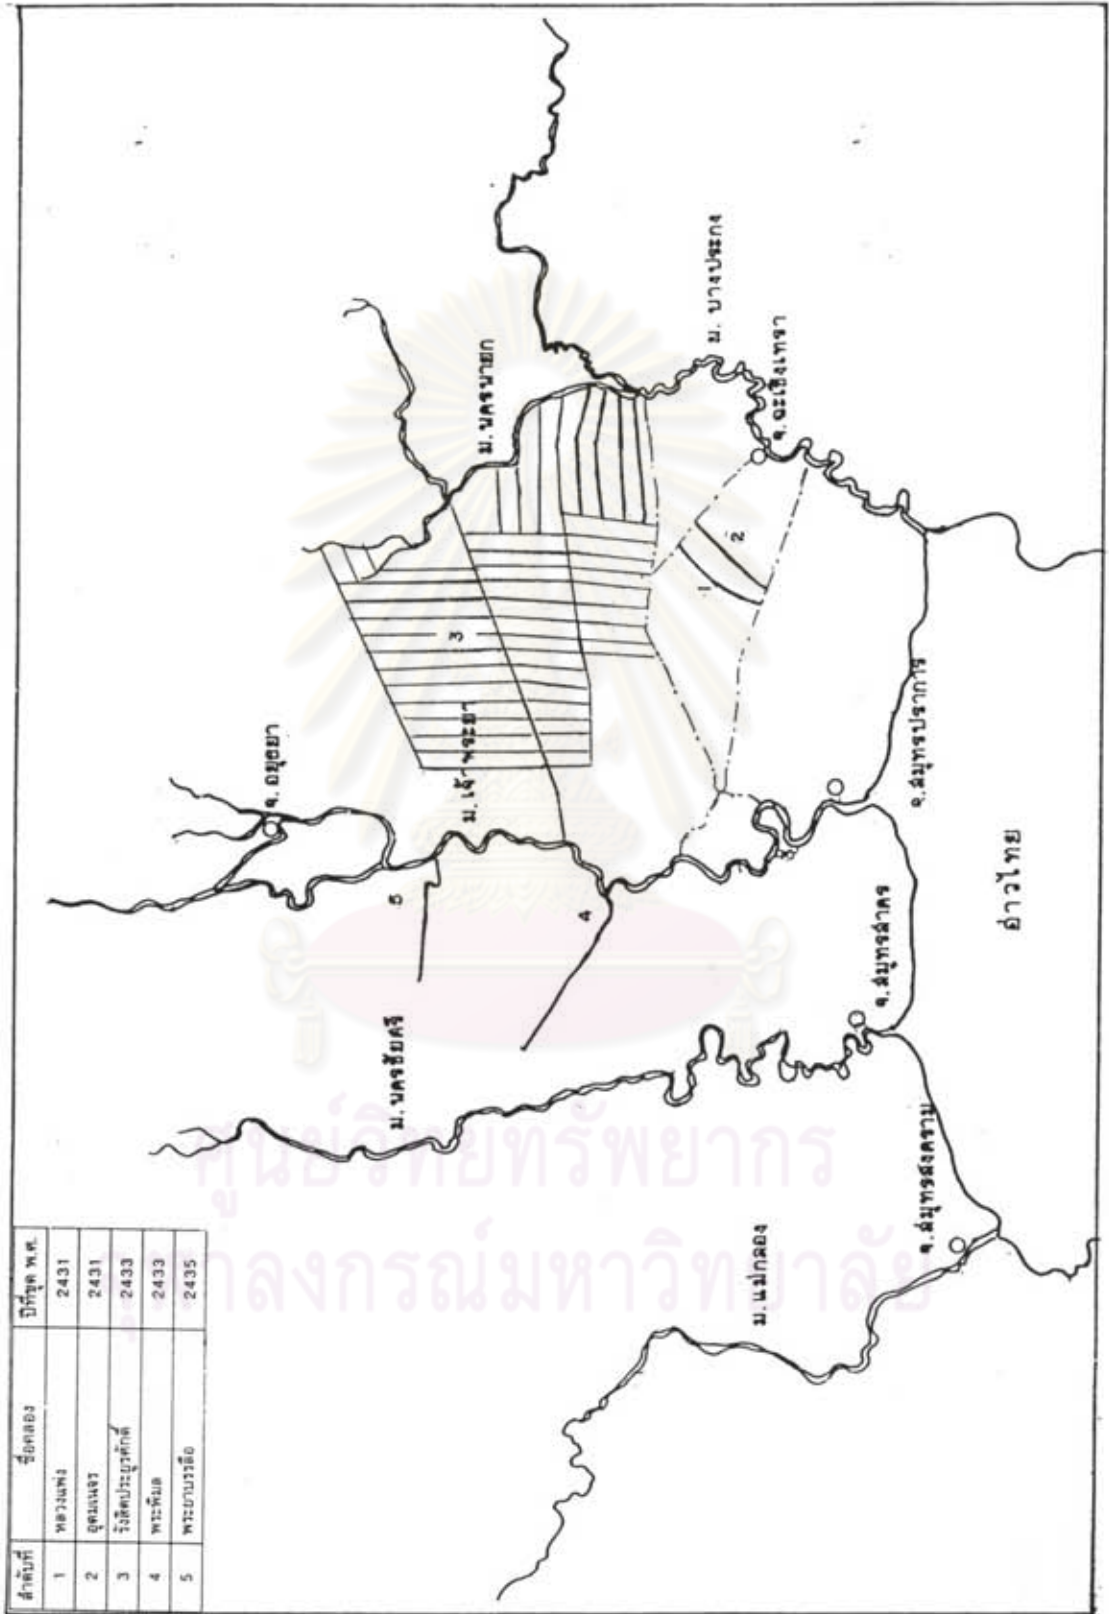 ลำดับที่ ชื่อคลอง ปีที่ขุด พ.ศ.
1 หลวงแพ่ง 2431
2 อุดมเนจร 2431
3 รังสิตประยูรศักดิ์ 2433
4 พระพิมล 2433
5 พระยาบรรลือ 2435
ม.นครนายก
ม. บางประกง
จ.ฉะเชิงเทรา
จ.อยุธยา
ม.เจ้าพระยา
3
1
2
5
4
ม.นครชัยศรี
จ.สมุทรปราการ
จ.สมุทรสาคร
อ่าวไทย
ม.แม่กลอง
จ.สมุทรสงคราม
ศูนย์วิทยทรัพยากร
จุฬาลงกรณ์มหาวิทยาลัย